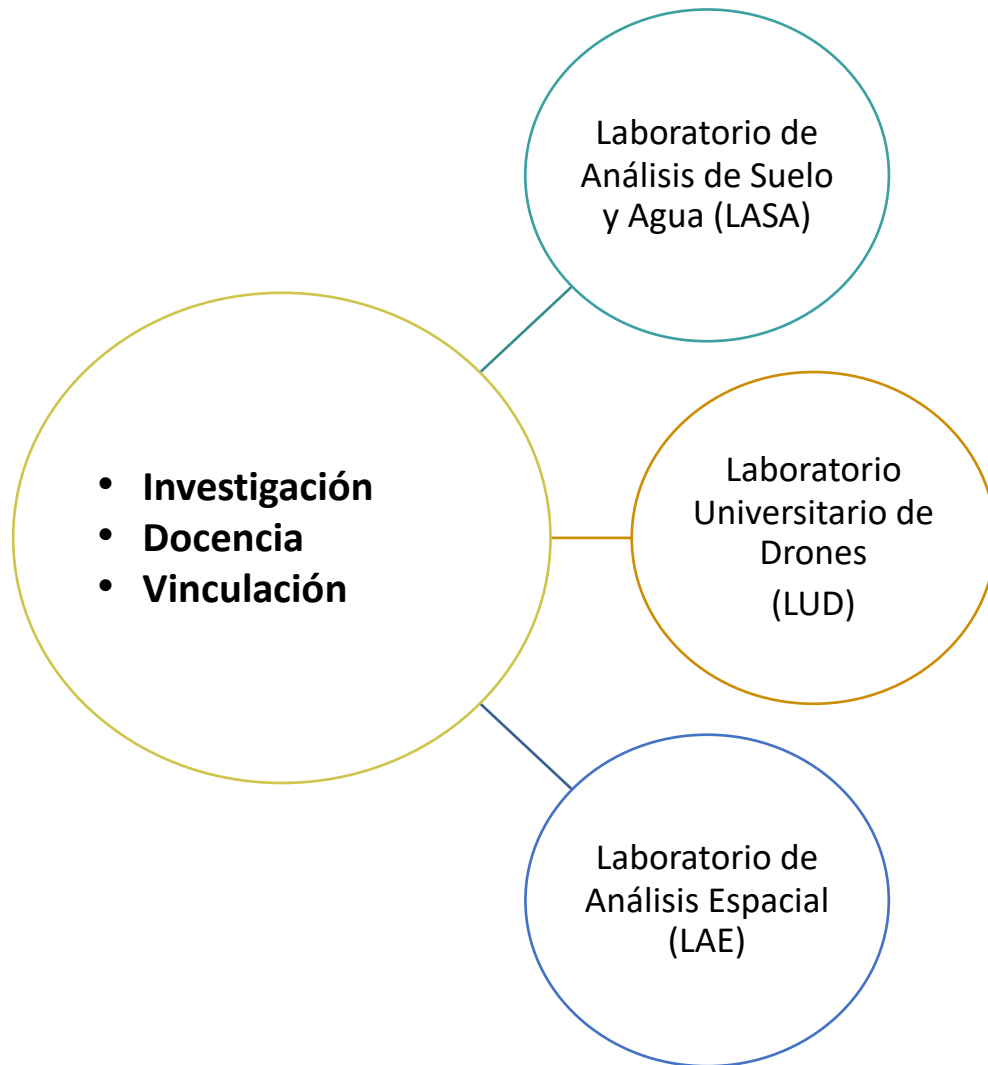 Laboratorio de
Análisis de Suelo
y Agua (LASA)
• Investigación
• Docencia
• Vinculación
Laboratorio
Universitario de
Drones
(LUD)
Laboratorio de
Análisis Espacial
(LAE)